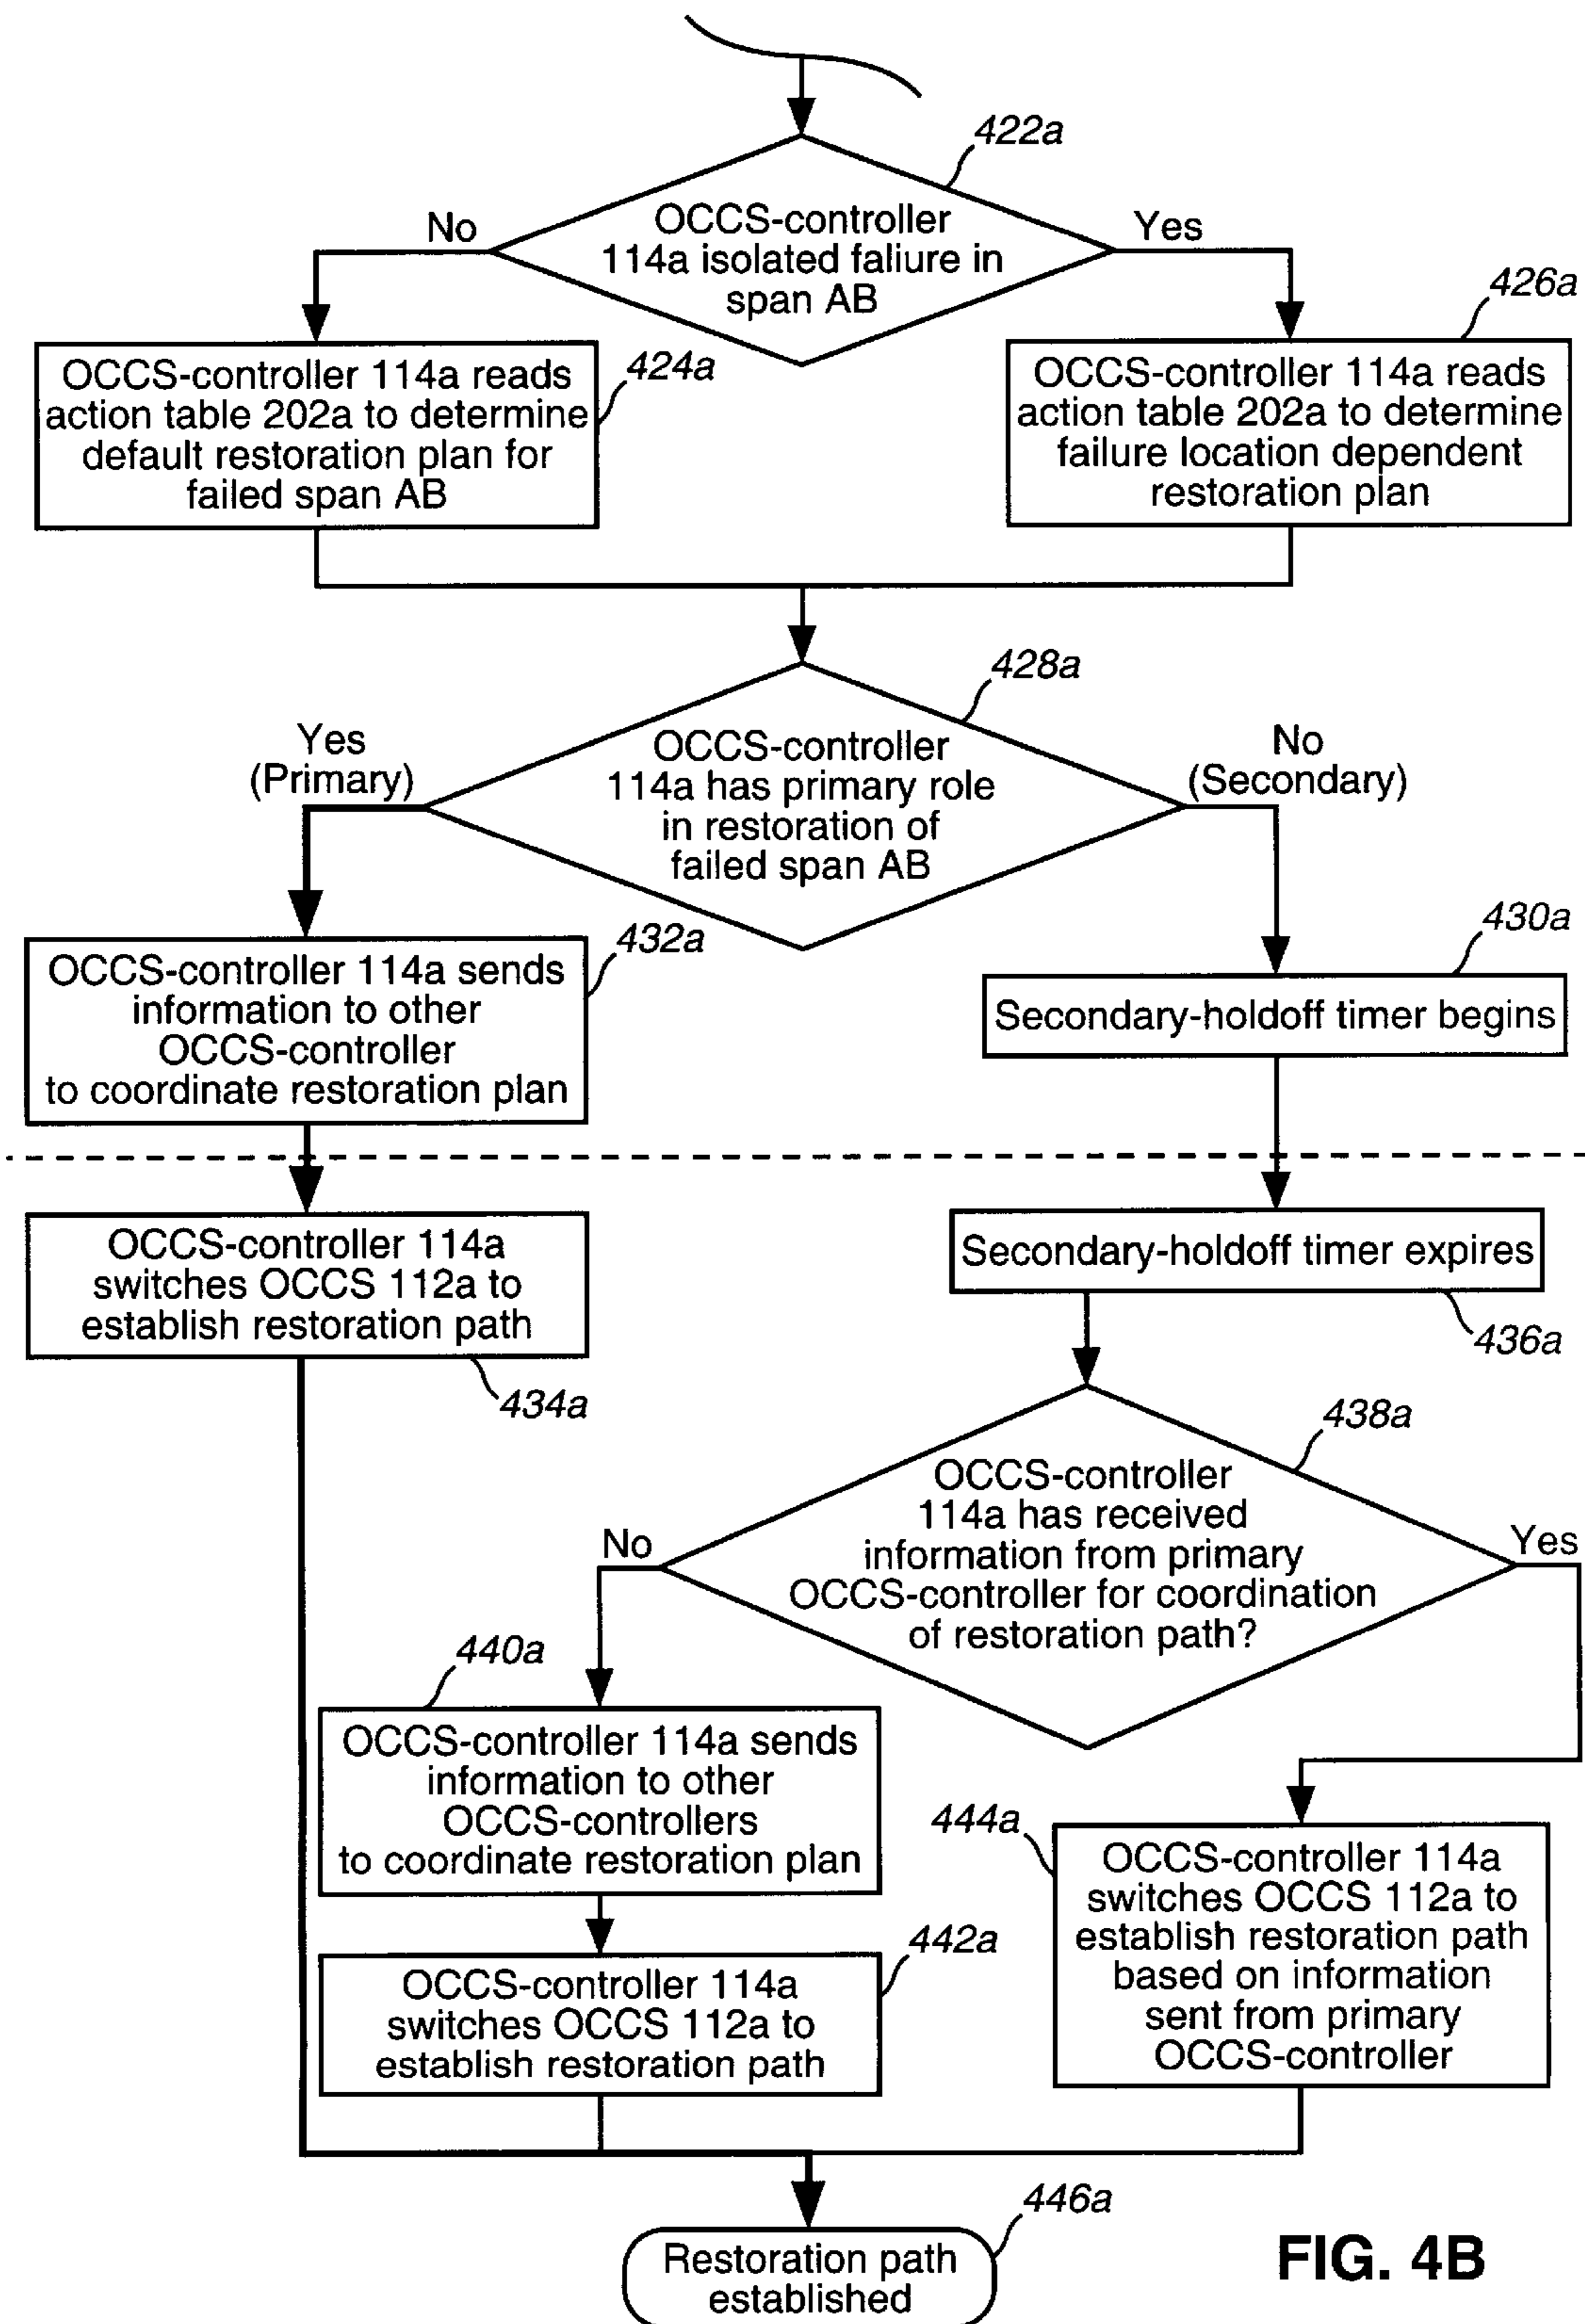 422a
No
Yes
OCCS-controller
114a isolated faliure in
span AB
426a
424a
OCCS-controller 114a reads
action table 202a to determine
default restoration plan for
failed span AB
OCCS-controller 114a reads
action table 202a to determine
failure location dependent
restoration plan
428a
Yes
(Primary)
No
(Secondary)
OCCS-controller
114a has primary role
in restoration of
failed span AB
432a
430a
OCCS-controller 114a sends
information to other
OCCS-controller
to coordinate restoration plan
Secondary-holdoff timer begins
OCCS-controller 114a
switches OCCS 112a to
establish restoration path
434a
Secondary-holdoff timer expires
436a
438a
OCCS-controller
114a has received
information from primary
OCCS-controller for coordination
of restoration path?
No
Yes
440a
OCCS-controller 114a sends
information to other
OCCS-controllers
to coordinate restoration plan
444a
OCCS-controller 114a
switches OCCS 112a to
establish restoration path
based on information
sent from primary
OCCS-controller
442a
OCCS-controller 114a
switches OCCS 112a to
establish restoration path
446a
Restoration path
established
FIG. 4B